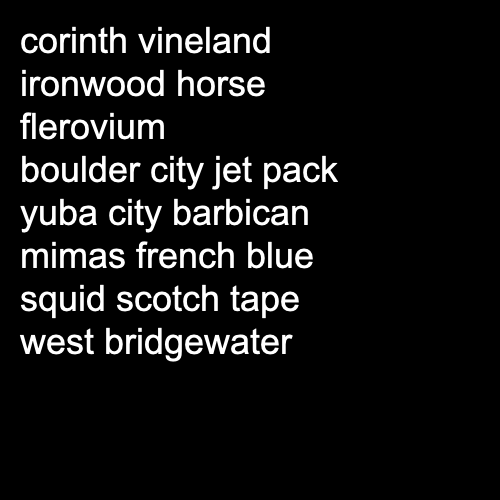 corinth vineland
ironwood horse
flerovium
boulder city jet pack
yuba city barbican
mimas french blue
squid scotch tape
west bridgewater